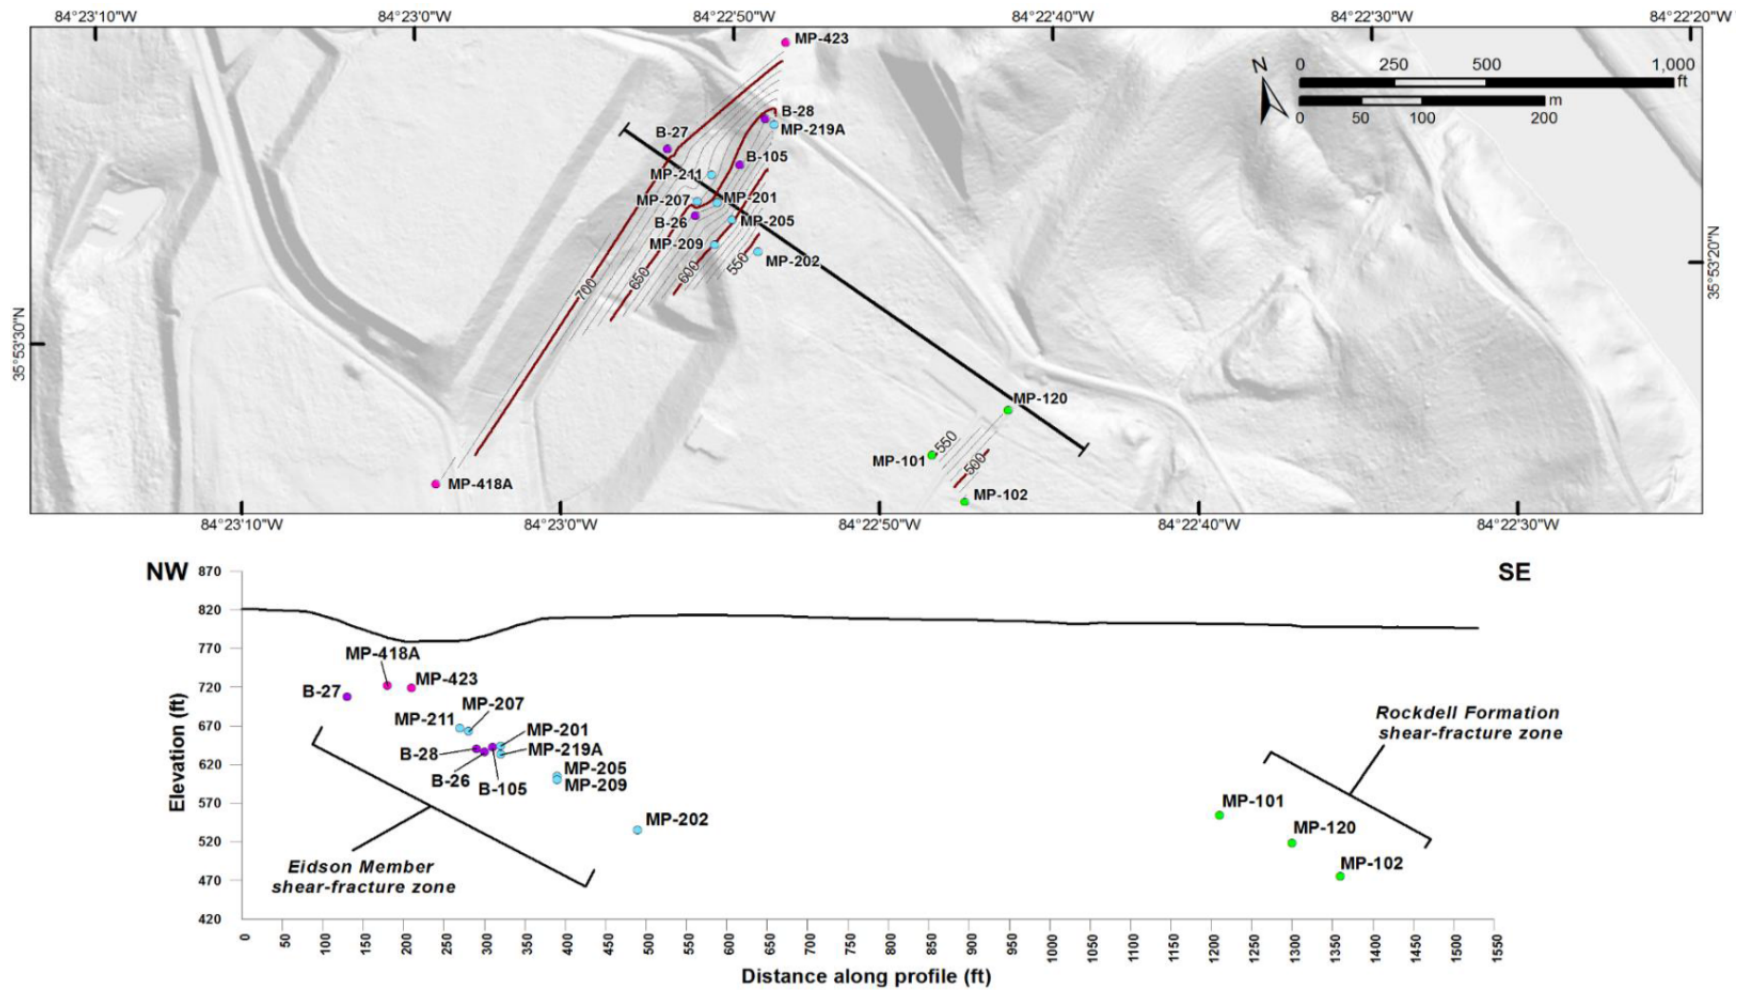 84°23'10"W 84°23'0"W 84°22'50"W 84°22'40"W 84°22'30"W 84°22'20"W
MP-423
N
0 250 500 1,000
ft
m
0 50 100 200
B-28
MP-219A
B-27
B-105
MP-211
MP-207 MP-201
B-26 MP-205
MP-209
MP-202
700 650 600 550
35°53'20"N
35°53'30"N
MP-120
550
MP-101
500
MP-102
MP-418A
84°23'10"W 84°23'0"W 84°22'50"W 84°22'40"W 84°22'30"W
NW SE
870
820
770
720
670
620
570
520
470
420
Elevation (ft)
MP-418A
B-27 MP-423
MP-207
MP-211
MP-201
B-28 MP-219A
B-26
B-105
MP-205
MP-209
MP-202
Eidson Member
shear-fracture zone
Rockdell Formation
shear-fracture zone
MP-101
MP-120
MP-102
0 50 100 150 200 250 300 350 400 450 500 550 600 650 700 750 800 850 900 950 1000 1050 1100 1150 1200 1250 1300 1350 1400 1450 1500 1550
Distance along profile (ft)